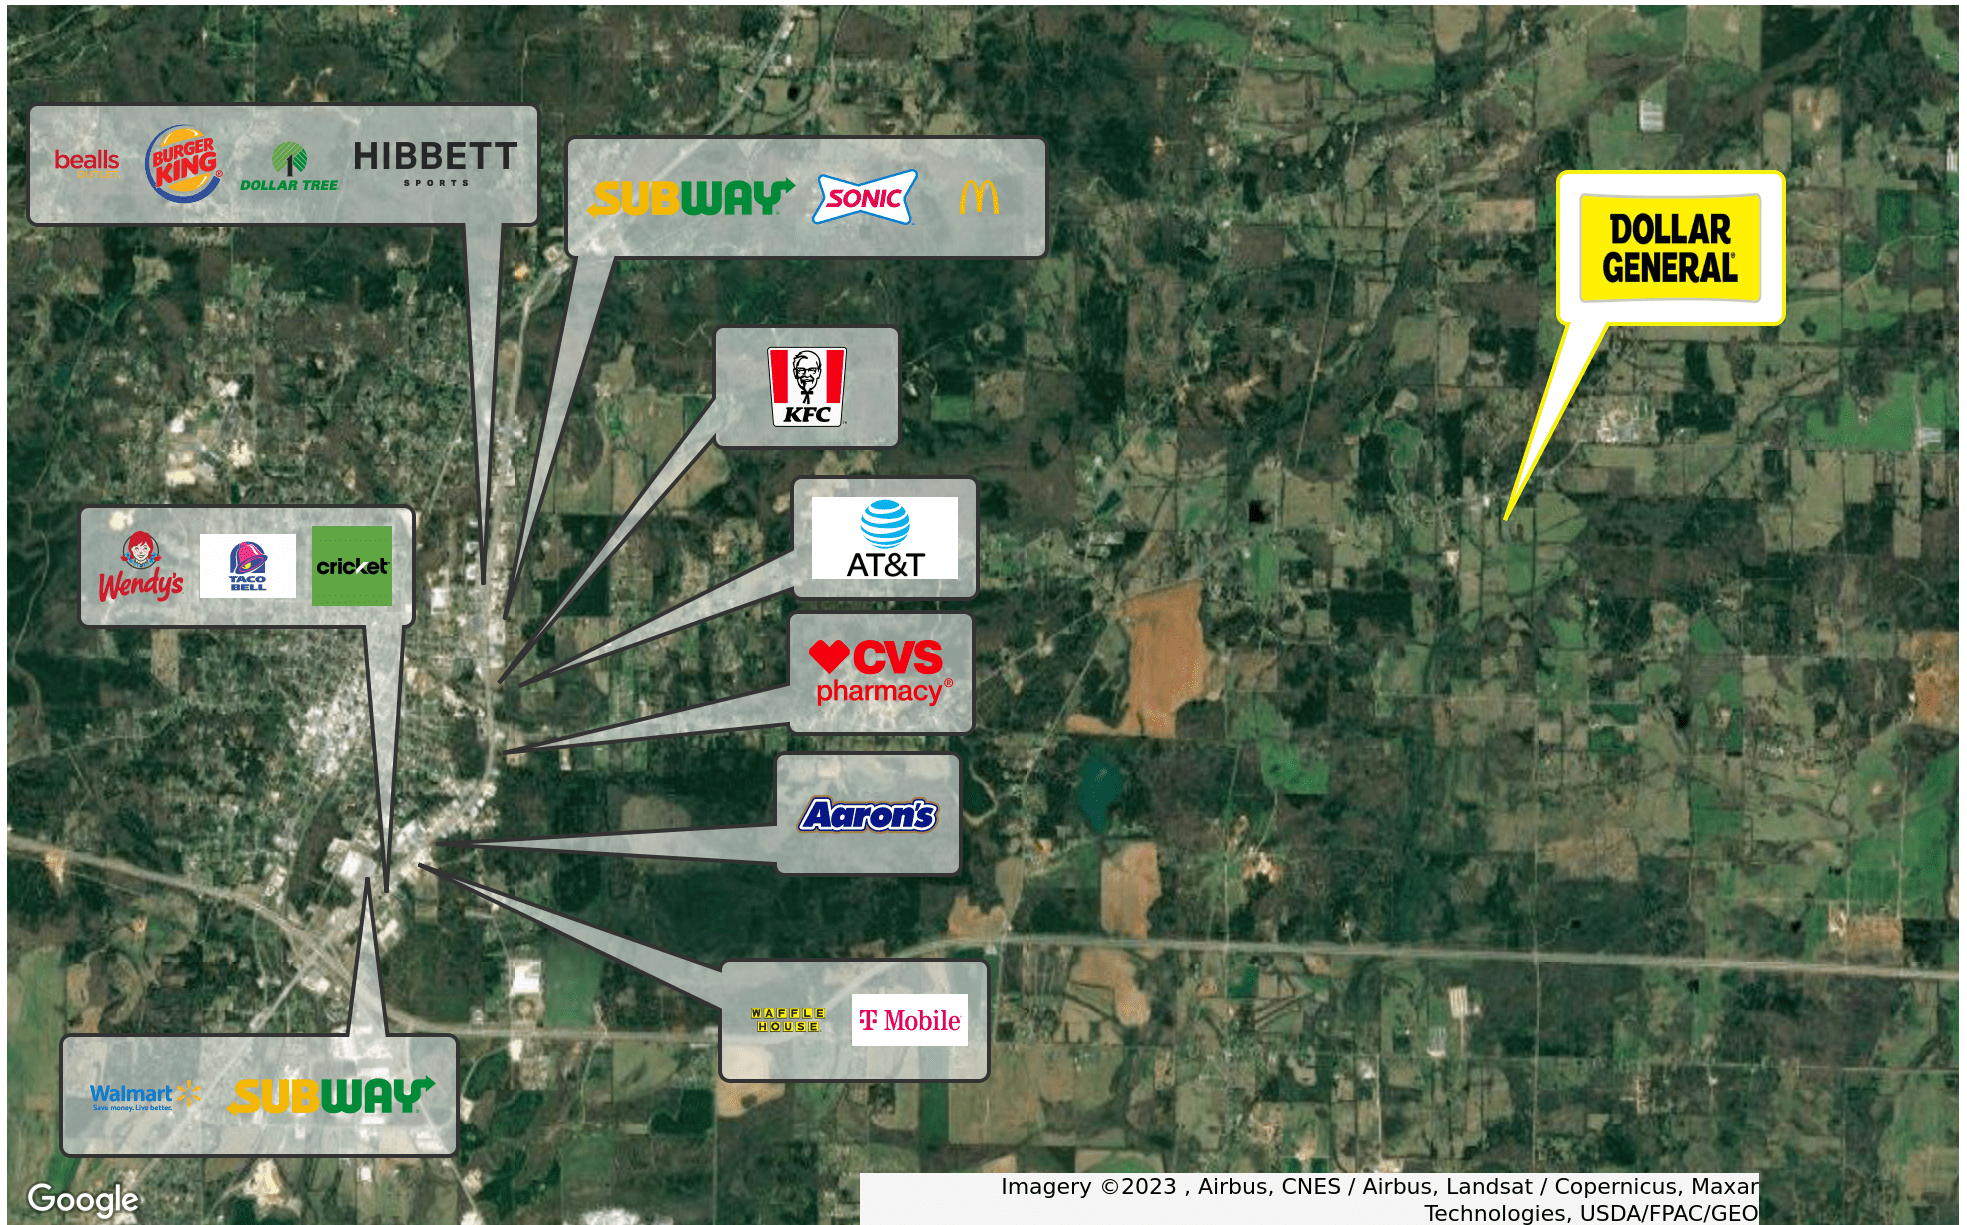 bealls
BURGER
KING
DOLLAR TREE
HIBBETT
SPORTS
SUBWAY
SONIC
DOLLAR
GENERAL
KFC
AT&T
Wendy's
TACO
BELL
cricket
CVS
pharmacy®
Aaron's
WAFFLE
HOUSE
T Mobile
Walmart
Save money. Live better.
SUBWAY
Google
Imagery ©2023 , Airbus, CNES / Airbus, Landsat / Copernicus, Maxar
Technologies, USDA/FPAC/GEO